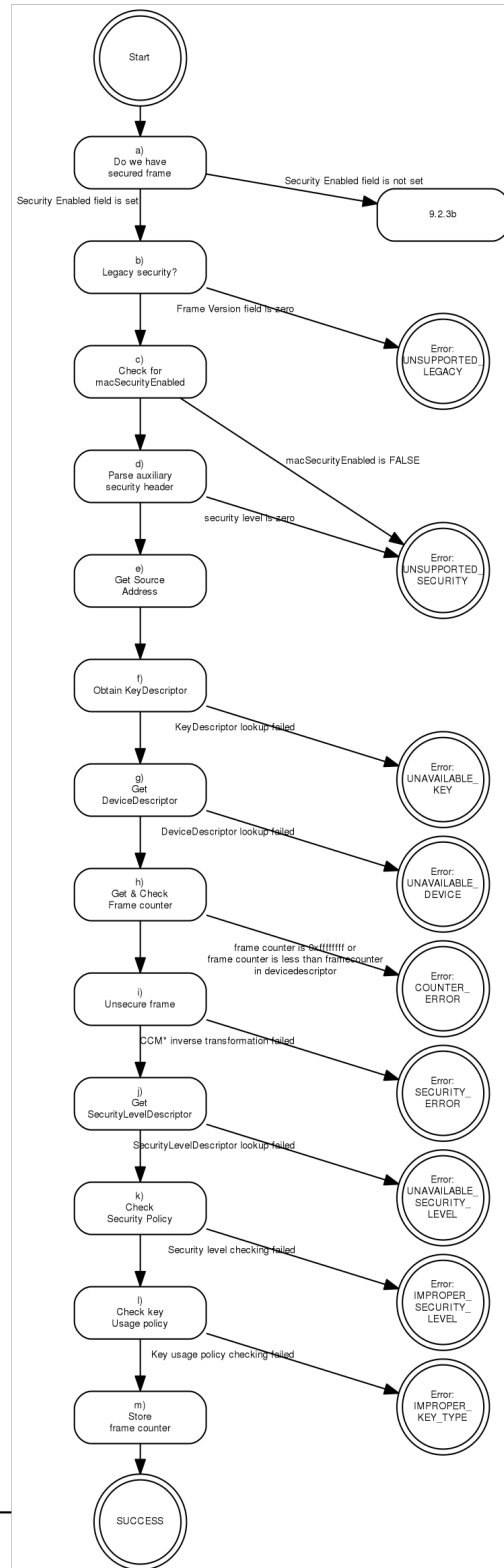 Start
a)
Do we have
secured frame
Security Enabled field is not set
Security Enabled field is set
9.2.3b
b)
Legacy security?
Frame Version field is zero
Error:
UNSUPPORTED_
LEGACY
c)
Check for
macSecurityEnabled
macSecurityEnabled is FALSE
d)
Parse auxiliary
security header
security level is zero
Error:
UNSUPPORTED_
SECURITY
e)
Get Source
Address
f)
Obtain KeyDescriptor
KeyDescriptor lookup failed
Error:
UNAVAILABLE_
KEY
g)
Get
DeviceDescriptor
DeviceDescriptor lookup failed
Error:
UNAVAILABLE_
DEVICE
h)
Get & Check
Frame counter
frame counter is 0xffffffff or
frame counter is less than framecounter
in devicedescriptor
Error:
COUNTER_
ERROR
i)
Unsecure frame
CCM* inverse transformation failed
Error:
SECURITY_
ERROR
j)
Get
SecurityLevelDescriptor
SecurityLevelDescriptor lookup failed
Error:
UNAVAILABLE_
SECURITY_
LEVEL
k)
Check
Security Policy
Security level checking failed
Error:
IMPROPER_
SECURITY_
LEVEL
l)
Check key
Usage policy
Key usage policy checking failed
Error:
IMPROPER_
KEY_TYPE
m)
Store
frame counter
SUCCESS